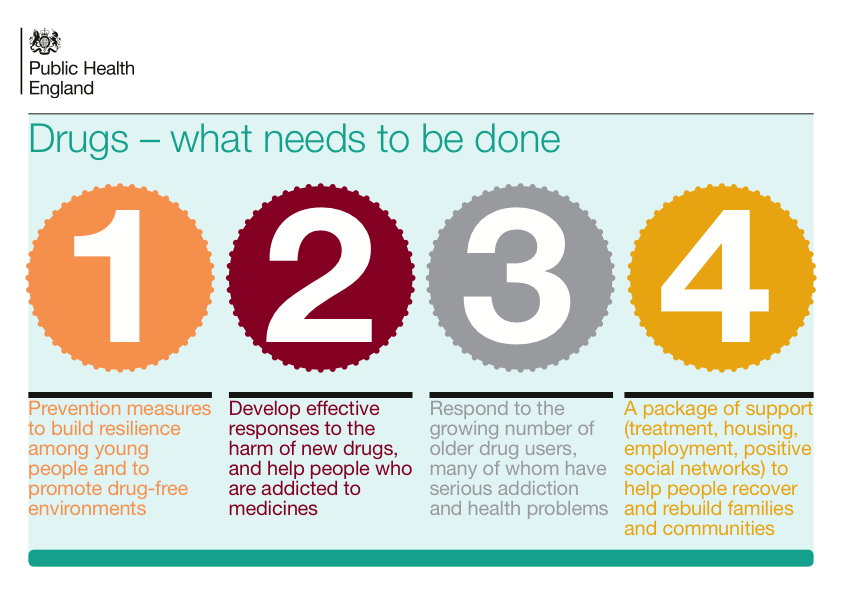 Public Health
England
Drugs – what needs to be done
1
2
3
4
Prevention measures
to build resilience
among young
people and to
promote drug-free
environments
Develop effective
responses to the
harm of new drugs,
and help people who
are addicted to
medicines
Respond to the
growing number of
older drug users,
many of whom have
serious addiction
and health problems
A package of support
(treatment, housing,
employment, positive
social networks) to
help people recover
and rebuild families
and communities